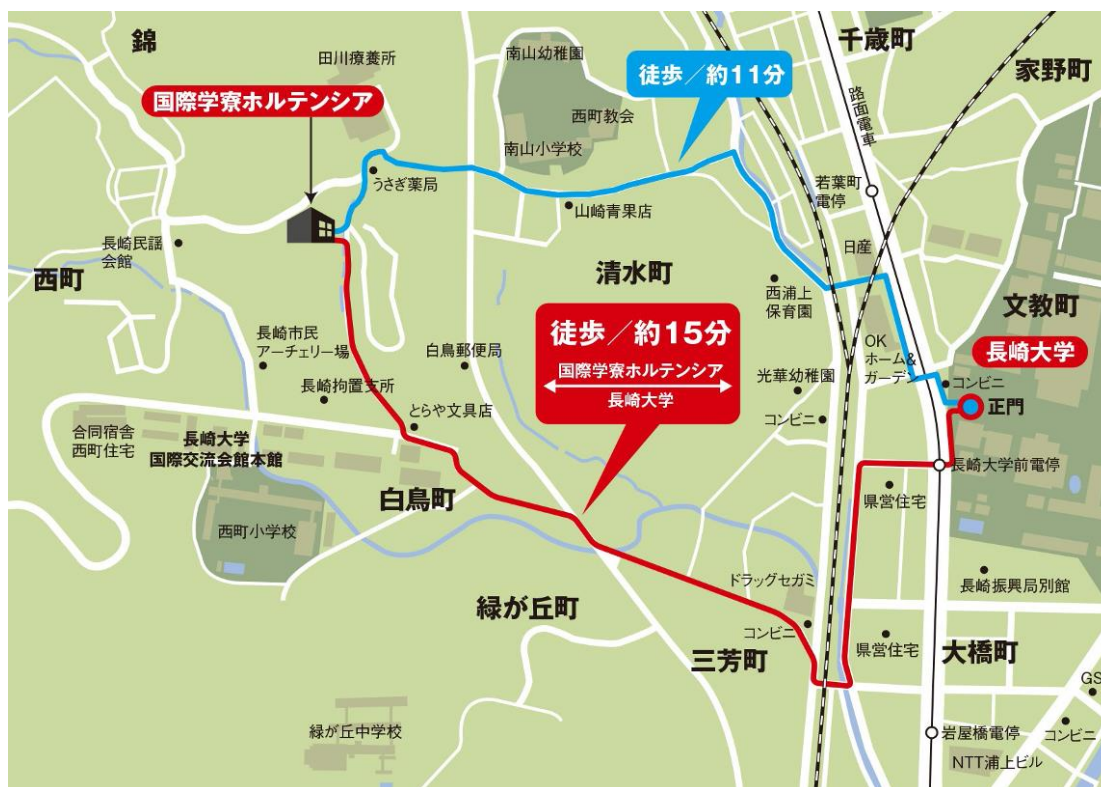 錦
田川療養所
国際学寮ホルテンシア
南山幼稚園
西町教会
南山小学校
徒歩／約11分
千歳町
家野町
路面電車
うさぎ薬局
山崎青果店
若葉町
電停
日産
長崎民謡
会館
西町
清水町
西浦上
保育園
文教町
長崎大学
OK
ホーム&
ガーデン
コンビニ
正門
長崎市民
アーチェリー場
白鳥郵便局
徒歩／約15分
国際学寮ホルテンシア
長崎大学
光華幼稚園
コンビニ
長崎拘置支所
とらや文具店
合同宿舎
西町住宅
長崎大学
国際交流会館本館
長崎大学前電停
白鳥町
県営住宅
西町小学校
ドラッグセガミ
長崎振興局別館
緑が丘町
コンビニ
三芳町
県営住宅
大橋町
GS
緑が丘中学校
岩屋橋電停
コンビニ
NTT浦上ビル